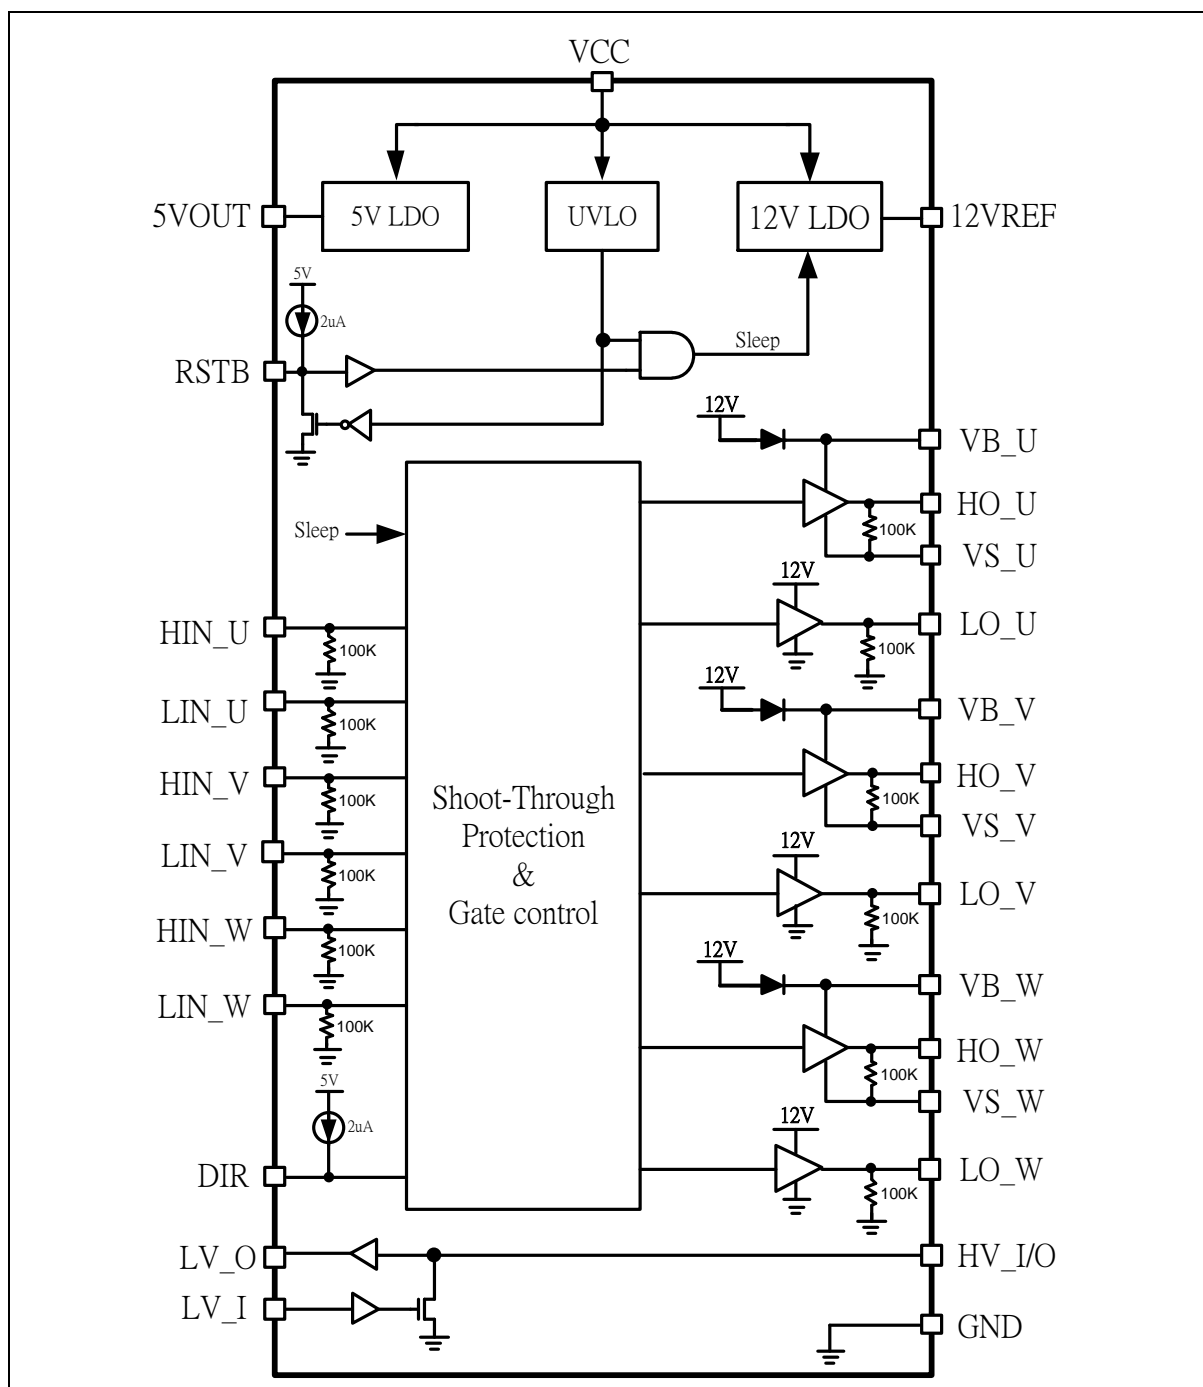 VCC
5VOUT
5V LDO
UVLO
12V LDO
12VREF
5V
2uA
RSTB
Sleep
12V
VB_U
HO_U
100K
VS_U
Sleep
12V
HIN_U
100K
LO_U
100K
LIN_U
100K
12V
VB_V
HIN_V
100K
HO_V
100K
Shoot-Through
Protection
&
Gate control
VS_V
LIN_V
100K
12V
LO_V
100K
HIN_W
100K
12V
VB_W
LIN_W
100K
HO_W
100K
5V
2uA
VS_W
12V
DIR
LO_W
100K
LV_O
HV_I/O
LV_I
GND